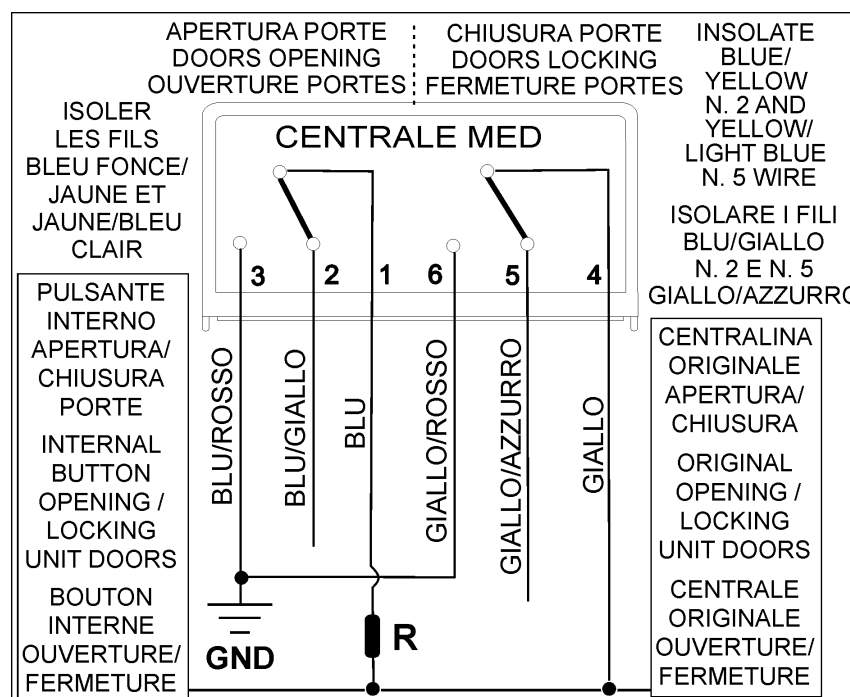 APERTURA PORTE
DOORS OPENING
OUVERTURE PORTES
CHIUSURA PORTE
DOORS LOCKING
FERMETURE PORTES
INSOLATE
BLUE/
YELLOW
N. 2 AND
YELLOW/
LIGHT BLUE
N. 5 WIRE
ISOLARE I FILI
BLU/GIALLO
N. 2 E N. 5
GIALLO/AZZURRO
ISOLER
LES FILS
BLEU FONCE/
JAUNE ET
JAUNE/BLEU
CLAIR
CENTRALE MED
3
2
1
6
5
4
BLU/ROSSO
BLU/GIALLO
BLU
GIALLO/ROSSO
GIALLO/AZZURRO
GIALLO
PULSANTE
INTERNO
APERTURA/
CHIUSURA
PORTE
INTERNAL
BUTTON
OPENING /
LOCKING
UNIT DOORS
BOUTON
INTERNE
OUVERTURE/
FERMETURE
GND
R
CENTRALINA
ORIGINALE
APERTURA/
CHIUSURA
ORIGINAL
OPENING /
LOCKING
UNIT DOORS
CENTRALE
ORIGINALE
OUVERTURE/
FERMETURE